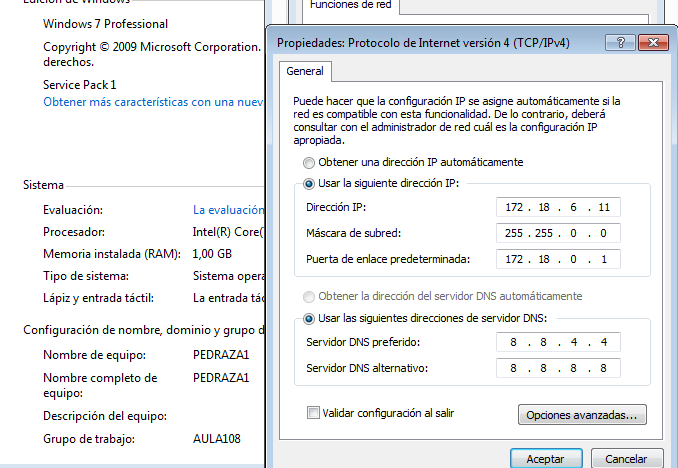 Edición de Windows
Windows 7 Professional
Copyright © 2009 Microsoft Corporation.
derechos.
Service Pack 1
Obtener más características con una nuev
Sistema
Evaluación: La evaluación
Procesador: Intel(R) Core(
Memoria instalada (RAM): 1,00 GB
Tipo de sistema: Sistema opera
Lápiz y entrada táctil: La entrada tác
Configuración de nombre, dominio y grupo d
Nombre de equipo: PEDRAZA1
Nombre completo de PEDRAZA1
equipo:
Descripción del equipo:
Grupo de trabajo: AULA108
Funciones de red
Propiedades: Protocolo de Internet versión 4 (TCP/IPv4)
General
Puede hacer que la configuración IP se asigne automáticamente si la
red es compatible con esta funcionalidad. De lo contrario, deberá
consultar con el administrador de red cuál es la configuración IP
apropiada.
Obtener una dirección IP automáticamente
Usar la siguiente dirección IP:
Dirección IP: 172 . 18 . 6 . 11
Máscara de subred: 255 . 255 . 0 . 0
Puerta de enlace predeterminada: 172 . 18 . 0 . 1
Obtener la dirección del servidor DNS automáticamente
Usar las siguientes direcciones de servidor DNS:
Servidor DNS preferido: 8 . 8 . 4 . 4
Servidor DNS alternativo: 8 . 8 . 8 . 8
Validar configuración al salir
Opciones avanzadas...
Aceptar
Cancelar